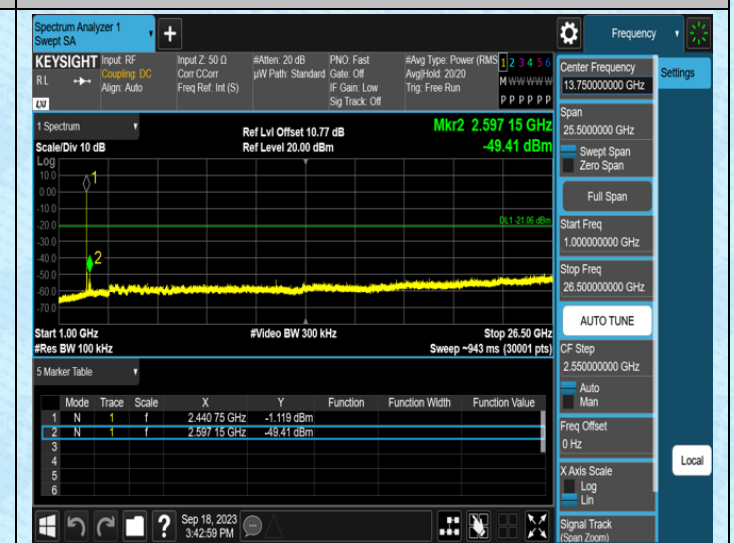 Spectrum Analyzer 1
Swept SA
+
Frequency
KEYSIGHT
RL
LXI
Input: RF
Coupling: DC
Align: Auto
Input Z: 50 Ω
Corr CCorr
Freq Ref: Int (S)
#Atten: 20 dB
µW Path: Standard
PNO: Fast
Gate: Off
IF Gain: Low
Sig Track: Off
#Avg Type: Power (RMS
Avg|Hold: 20/20
Trig: Free Run
1 2 3 4 5 6
M W W W W W
P P P P P P
Center Frequency
13.750000000 GHz
Settings
Span
25.5000000 GHz
Swept Span
Zero Span
Full Span
Start Freq
1.000000000 GHz
Stop Freq
26.500000000 GHz
AUTO TUNE
CF Step
2.550000000 GHz
Auto
Man
Freq Offset
0 Hz
X Axis Scale
Log
Lin
Signal Track
(Span Zoom)
Local
1 Spectrum
Scale/Div 10 dB
Ref Lvl Offset 10.77 dB
Ref Level 20.00 dBm
Mkr2 2.597 15 GHz
-49.41 dBm
Log
10.0
0.00
-10.0
-20.0
-30.0
-40.0
-50.0
-60.0
-70.0
1
2
DL1 -21.06 dBm
Start 1.00 GHz
#Video BW 300 kHz
Stop 26.50 GHz
#Res BW 100 kHz
Sweep ~943 ms (30001 pts)
5 Marker Table
Mode Trace Scale X Y Function Function Width Function Value
1 N 1 f 2.440 75 GHz -1.119 dBm
2 N 1 f 2.597 15 GHz -49.41 dBm
3
4
5
6
?
Sep 18, 2023
3:42:59 PM